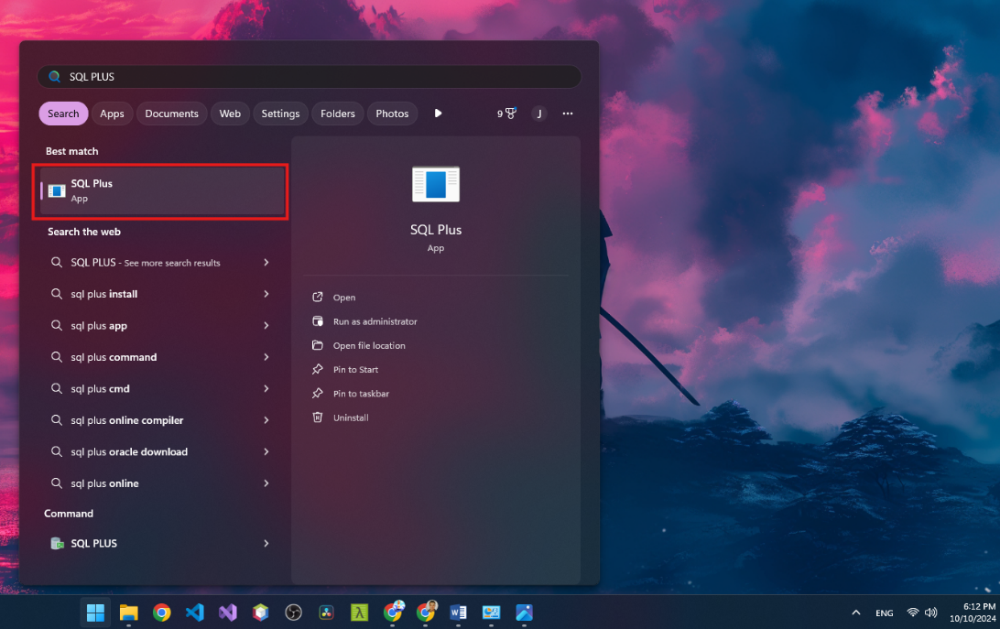 SQL PLUS
Search Apps Documents Web Settings Folders Photos 9 J
Best match
SQL Plus
App
Search the web
SQL PLUS - See more search results
sql plus install
sql plus app
sql plus command
sql plus cmd
sql plus online compiler
sql plus oracle download
sql plus online
Command
SQL PLUS
SQL Plus
App
Open
Run as administrator
Open file location
Pin to Start
Pin to taskbar
Uninstall
ENG
6:12 PM
10/10/2024